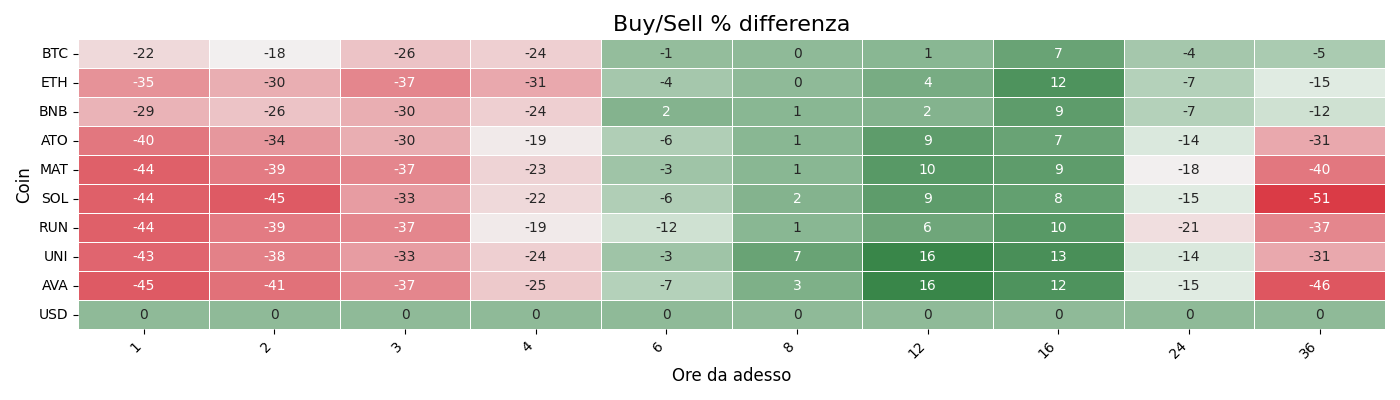 Buy/Sell % differenza
Coin
BTC -22 -18 -26 -24 -1 0 1 7 -4 -5
ETH -35 -30 -37 -31 -4 0 4 12 -7 -15
BNB -29 -26 -30 -24 2 1 2 9 -7 -12
ATO -40 -34 -30 -19 -6 1 9 7 -14 -31
MAT -44 -39 -37 -23 -3 1 10 9 -18 -40
SOL -44 -45 -33 -22 -6 2 9 8 -15 -51
RUN -44 -39 -37 -19 -12 1 6 10 -21 -37
UNI -43 -38 -33 -24 -3 7 16 13 -14 -31
AVA -45 -41 -37 -25 -7 3 16 12 -15 -46
USD 0 0 0 0 0 0 0 0 0 0
1 2 3 4 6 8 12 16 24 36
Ore da adesso